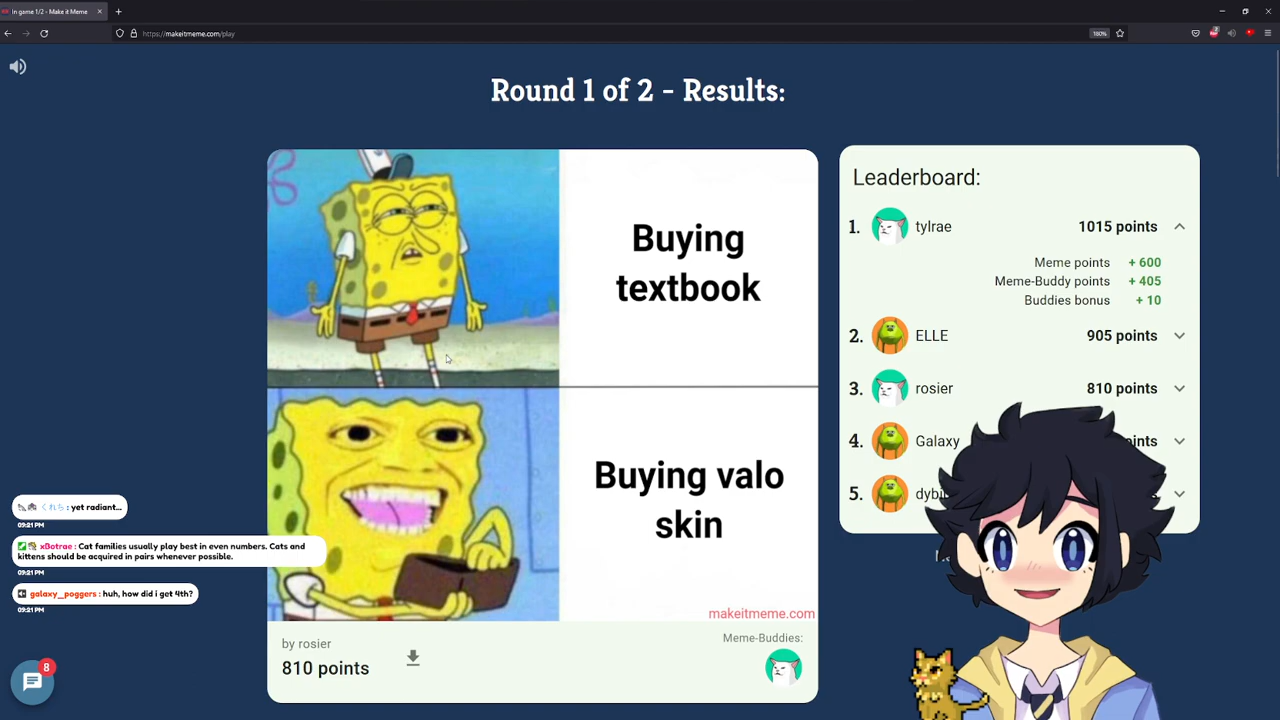 In game 1/2 - Make it Meme
https://makeitmeme.com/play
180%
Round 1 of 2 - Results:
Buying
textbook
Buying valo
skin
makeitmeme.com
by rosier
810 points
Meme-Buddies:
Leaderboard:
1. tylrae 1015 points
Meme points + 600
Meme-Buddy points + 405
Buddies bonus + 10
2. ELLE 905 points
3. rosier 810 points
4. Galaxy
5.
くれち : yet radiant...
09:21 PM
xBotrae : Cat families usually play best in even numbers. Cats and
kittens should be acquired in pairs whenever possible.
09:21 PM
galaxy_poggers : huh, how did i get 4th?
09:21 PM
8